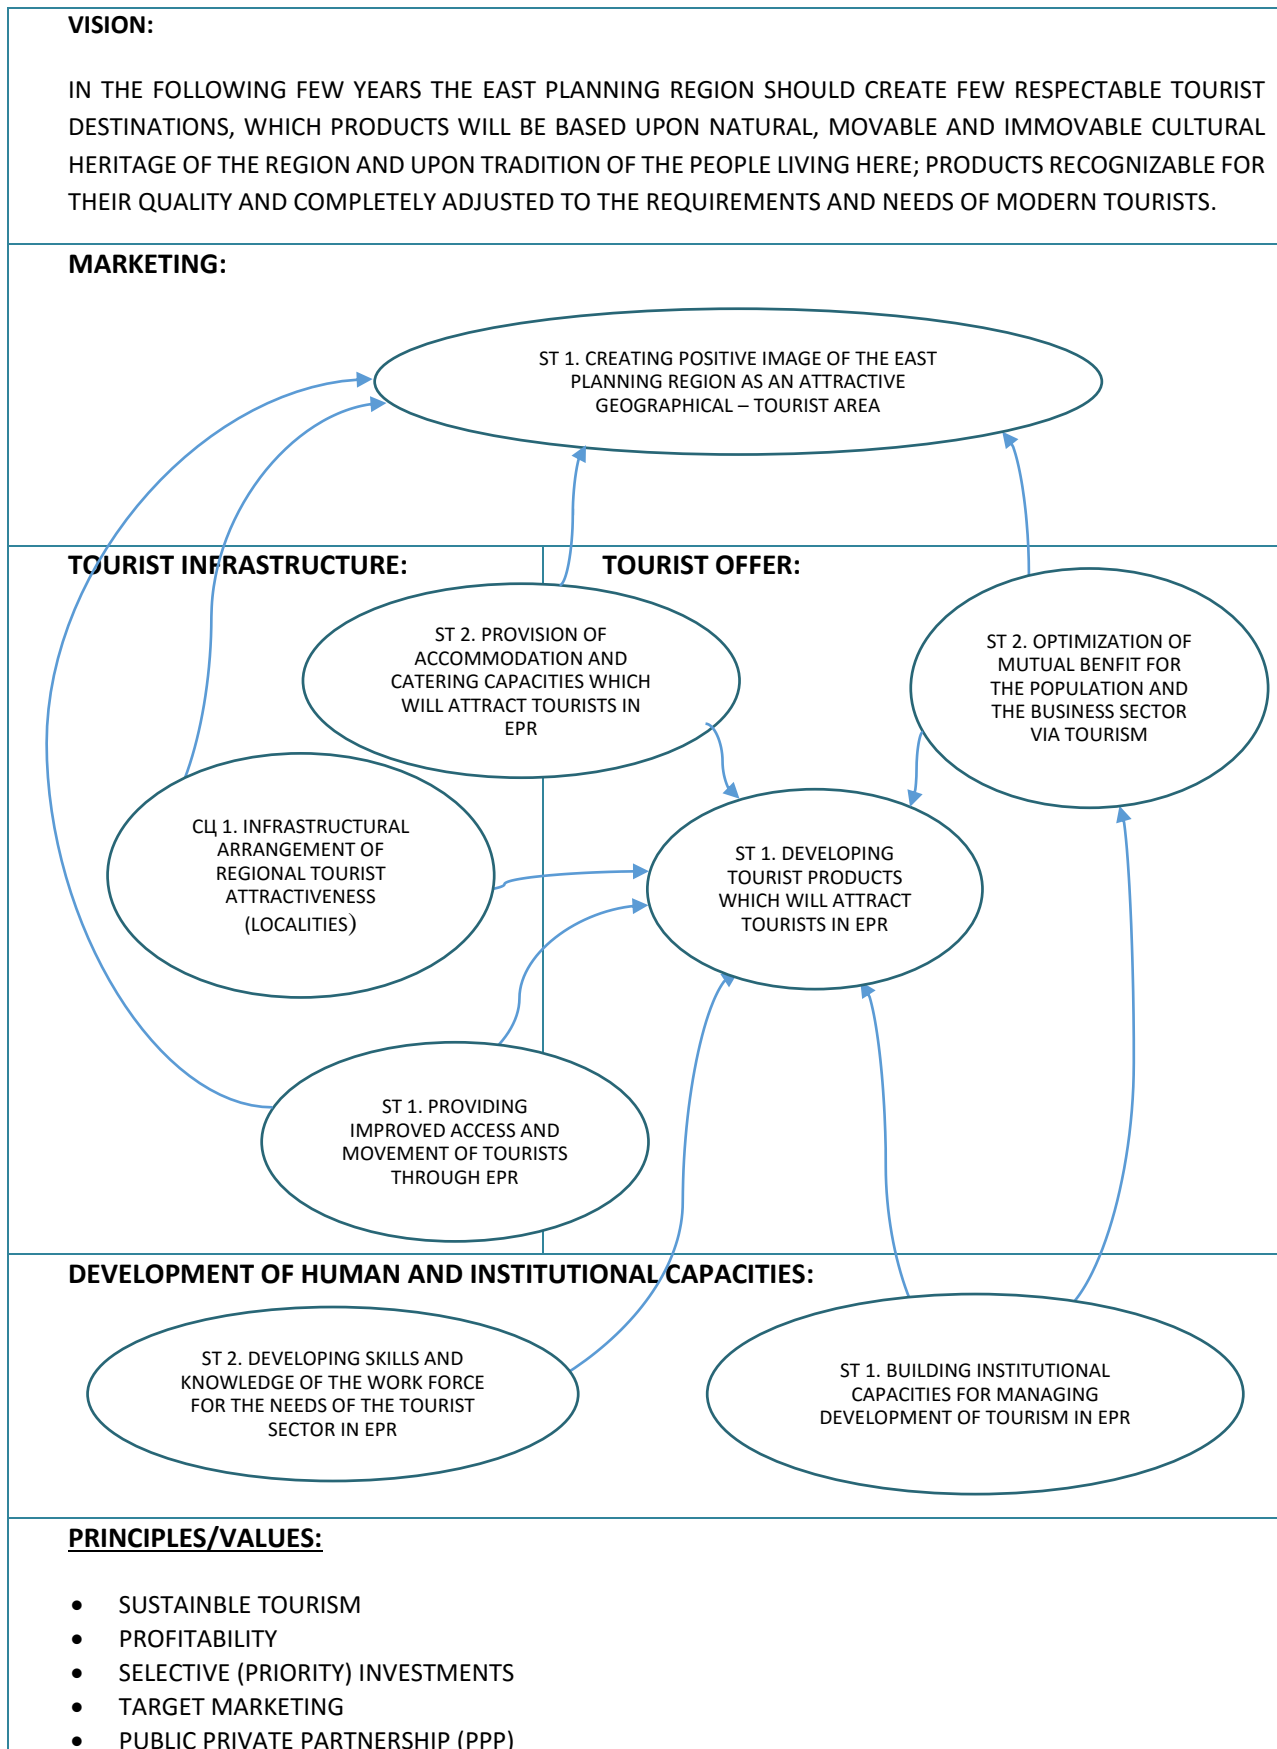 VISION:
IN THE FOLLOWING FEW YEARS THE EAST PLANNING REGION SHOULD CREATE FEW RESPECTABLE TOURIST
DESTINATIONS, WHICH PRODUCTS WILL BE BASED UPON NATURAL, MOVABLE AND IMMOVABLE CULTURAL
HERITAGE OF THE REGION AND UPON TRADITION OF THE PEOPLE LIVING HERE; PRODUCTS RECOGNIZABLE FOR
THEIR QUALITY AND COMPLETELY ADJUSTED TO THE REQUIREMENTS AND NEEDS OF MODERN TOURISTS.
MARKETING:
ST 1. CREATING POSITIVE IMAGE OF THE EAST
PLANNING REGION AS AN ATTRACTIVE
GEOGRAPHICAL – TOURIST AREA
TOURIST INFRASTRUCTURE:
TOURIST OFFER:
ST 2. PROVISION OF
ACCOMMODATION AND
CATERING CAPACITIES WHICH
WILL ATTRACT TOURISTS IN
EPR
ST 2. OPTIMIZATION OF
MUTUAL BENFIT FOR
THE POPULATION AND
THE BUSINESS SECTOR
VIA TOURISM
СЦ 1. INFRASTRUCTURAL
ARRANGEMENT OF
REGIONAL TOURIST
ATTRACTIVENESS
(LOCALITIES)
ST 1. DEVELOPING
TOURIST PRODUCTS
WHICH WILL ATTRACT
TOURISTS IN EPR
ST 1. PROVIDING
IMPROVED ACCESS AND
MOVEMENT OF TOURISTS
THROUGH EPR
DEVELOPMENT OF HUMAN AND INSTITUTIONAL CAPACITIES:
ST 2. DEVELOPING SKILLS AND
KNOWLEDGE OF THE WORK FORCE
FOR THE NEEDS OF THE TOURIST
SECTOR IN EPR
ST 1. BUILDING INSTITUTIONAL
CAPACITIES FOR MANAGING
DEVELOPMENT OF TOURISM IN EPR
PRINCIPLES/VALUES:
• SUSTAINBLE TOURISM
• PROFITABILITY
• SELECTIVE (PRIORITY) INVESTMENTS
• TARGET MARKETING
• PUBLIC PRIVATE PARTNERSHIP (PPP)